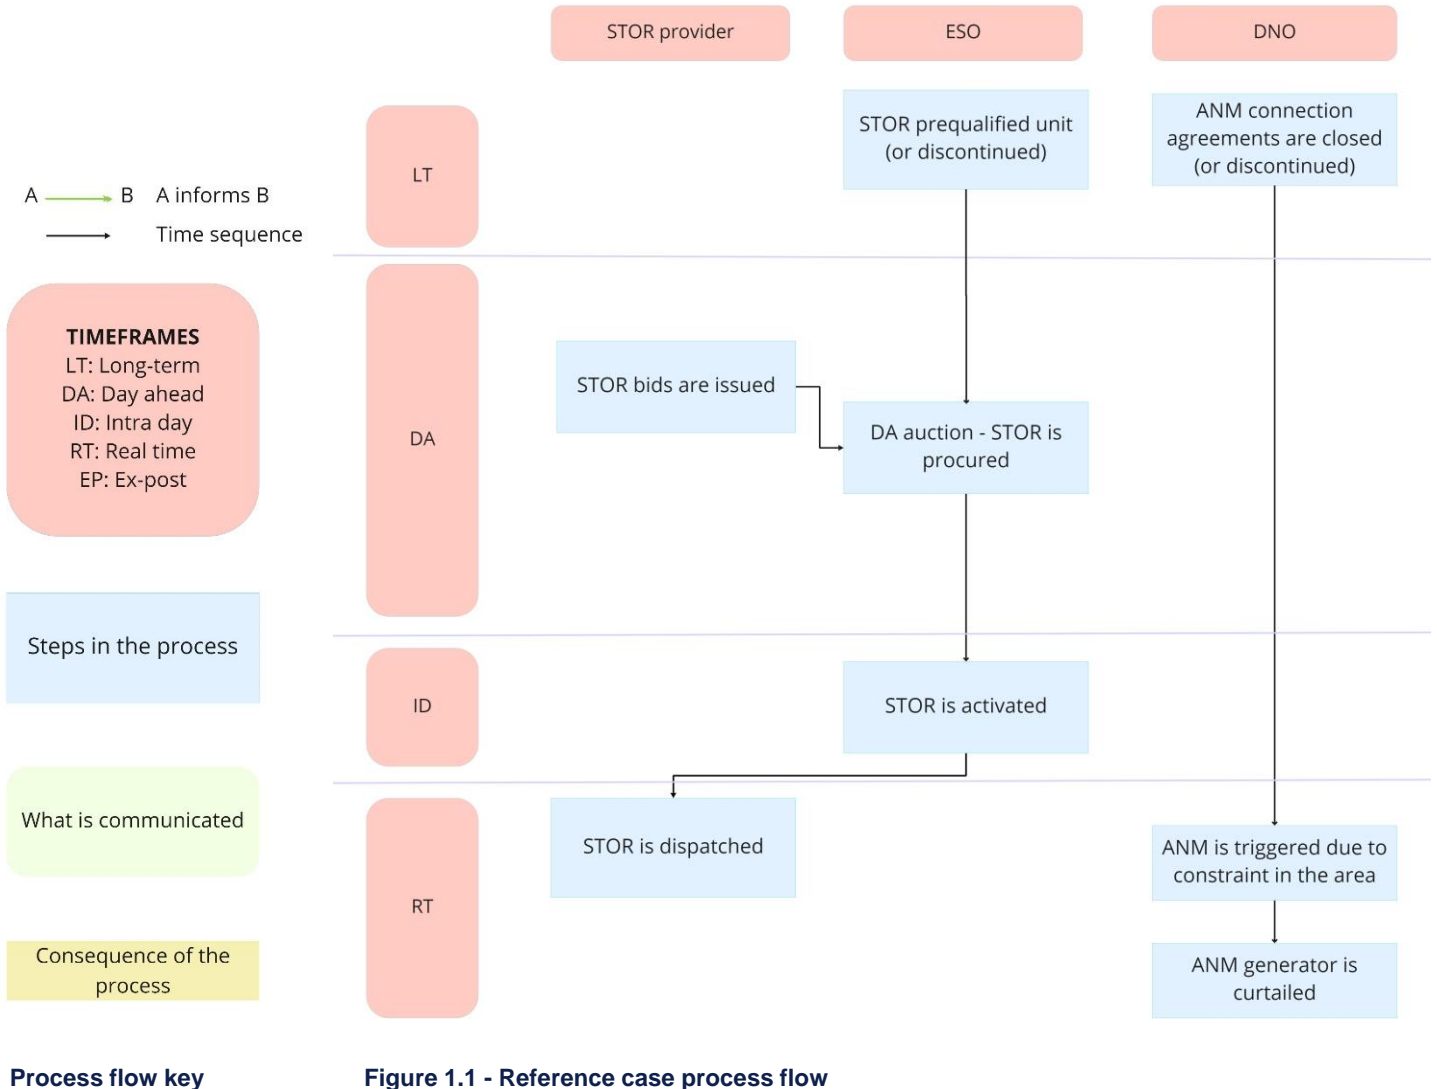 STOR provider
ESO
DNO
LT
STOR prequalified unit
(or discontinued)
ANM connection
agreements are closed
(or discontinued)
A
B
A informs B
Time sequence
TIMEFRAMES
LT: Long-term
DA: Day ahead
ID: Intra day
RT: Real time
EP: Ex-post
DA
STOR bids are issued
DA auction - STOR is
procured
Steps in the process
ID
STOR is activated
What is communicated
RT
STOR is dispatched
ANM is triggered due to
constraint in the area
Consequence of the
process
ANM generator is
curtailed
Process flow key
Figure 1.1 - Reference case process flow